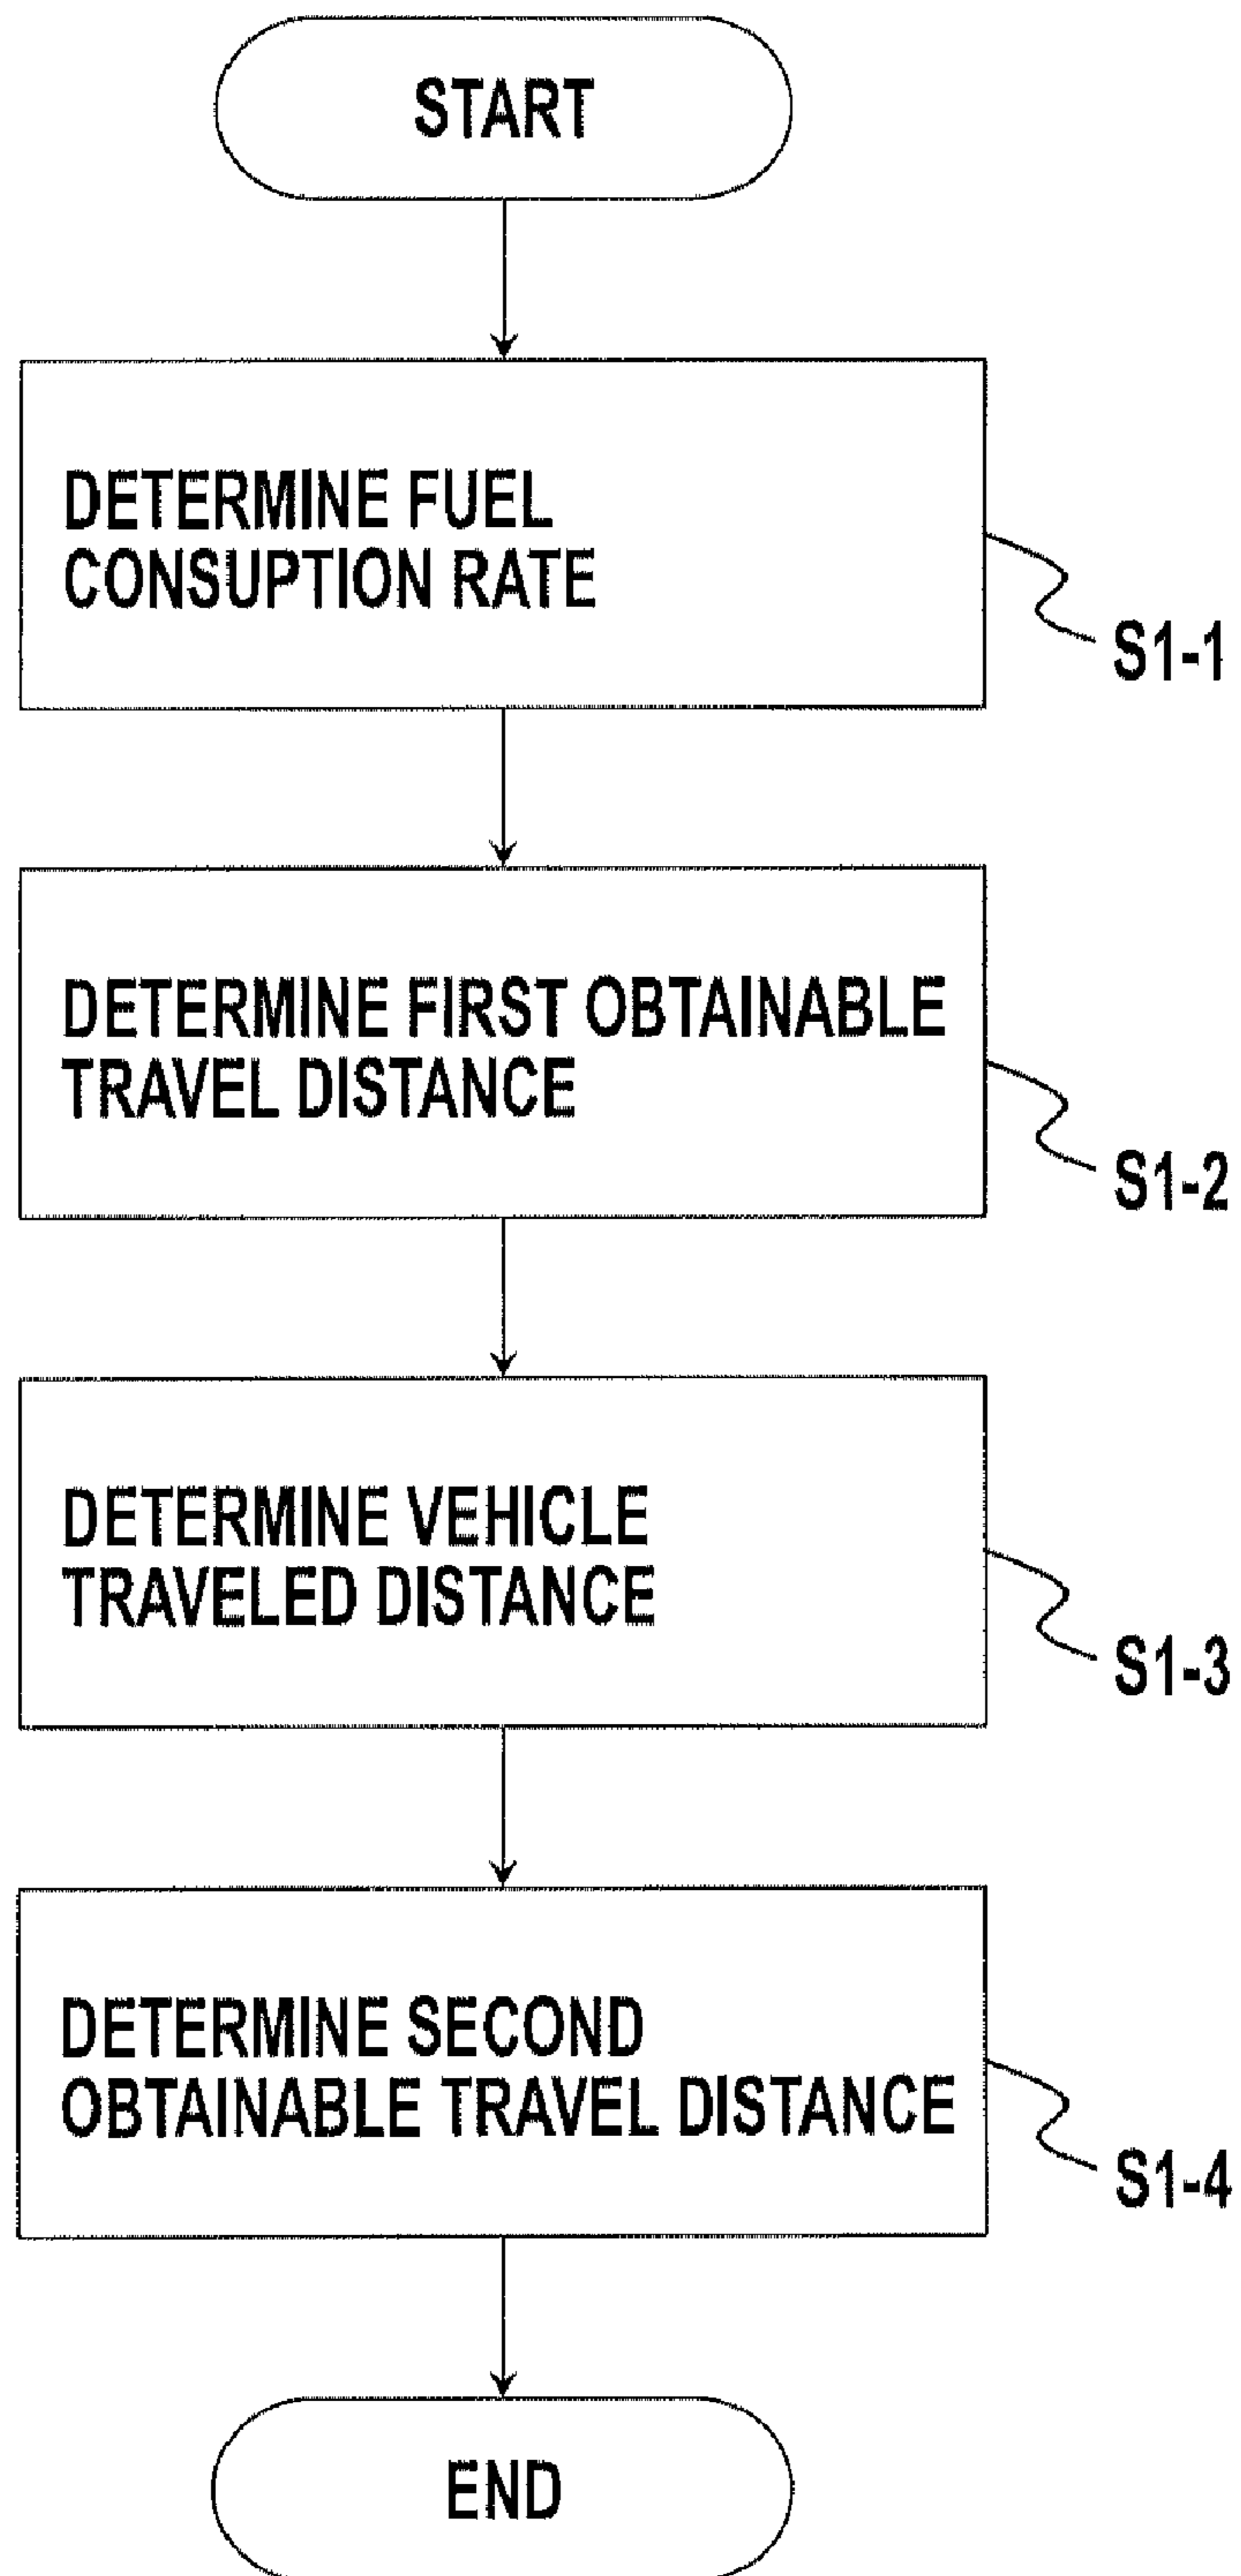 START
DETERMINE FUEL
CONSUPTION RATE
S1-1
DETERMINE FIRST OBTAINABLE
TRAVEL DISTANCE
S1-2
DETERMINE VEHICLE
TRAVELED DISTANCE
S1-3
DETERMINE SECOND
OBTAINABLE TRAVEL DISTANCE
S1-4
END